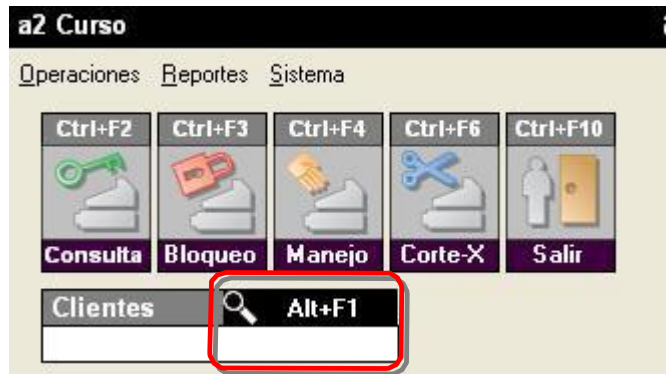 a2 Curso
Operaciones Reportes Sistema
Ctrl+F2 Ctrl+F3 Ctrl+F4 Ctrl+F6 Ctrl+F10
Consulta Bloqueo Manejo Corte-X Salir
Clientes Alt+F1